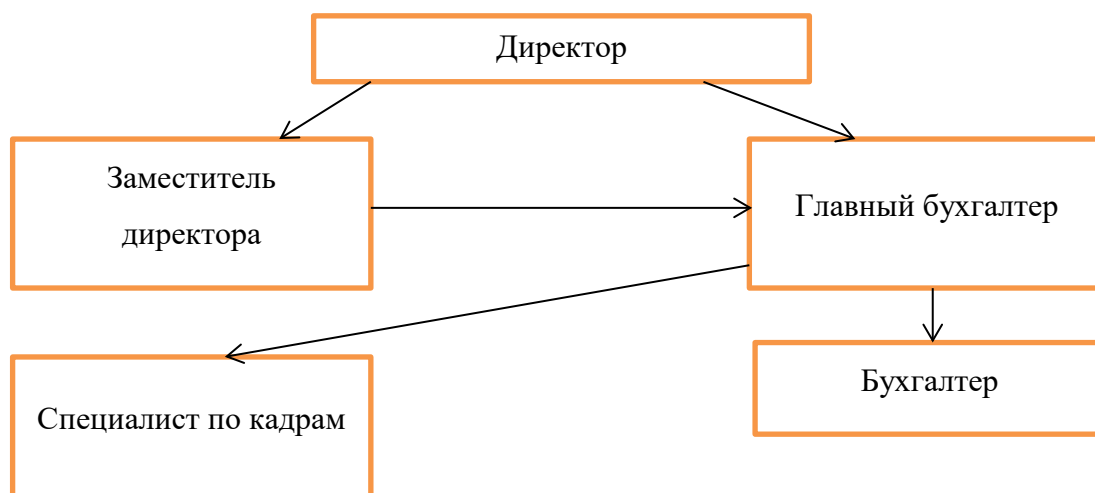 Директор
Заместитель
директора
Главный бухгалтер
Специалист по кадрам
Бухгалтер